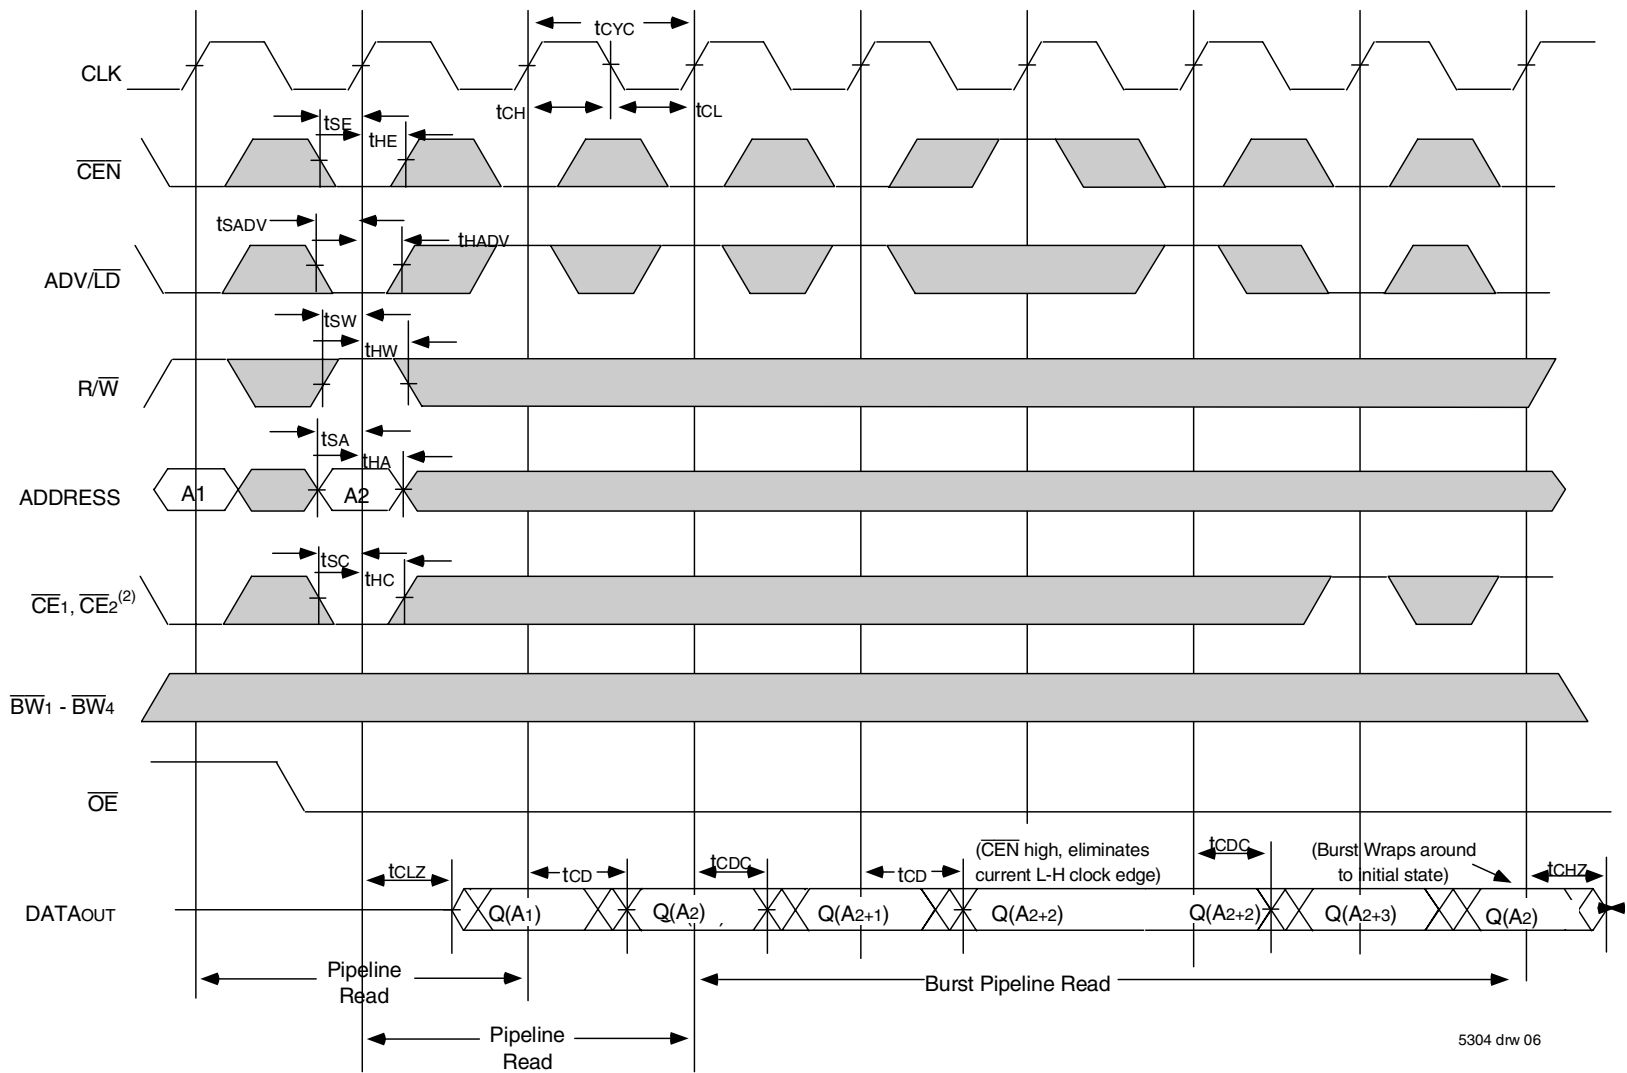 tCYC
CLK
tCH
tCL
tSE
tHE
CEN
tSADV
tHADV
ADV/LD
tSW
tHW
R/W
tSA
tHA
ADDRESS
A1
A2
tSC
tHC
CE1, CE2(2)
BW1 - BW4
OE
tCLZ
tCD
tCDC
tCD
(CEN high, eliminates
current L-H clock edge)
tCDC
(Burst Wraps around
to initial state)
tCHZ
DATAOUT
Q(A1)
Q(A2)
Q(A2+1)
Q(A2+2)
Q(A2+2)
Q(A2+3)
Q(A2)
Pipeline
Read
Burst Pipeline Read
Pipeline
Read
5304 drw 06